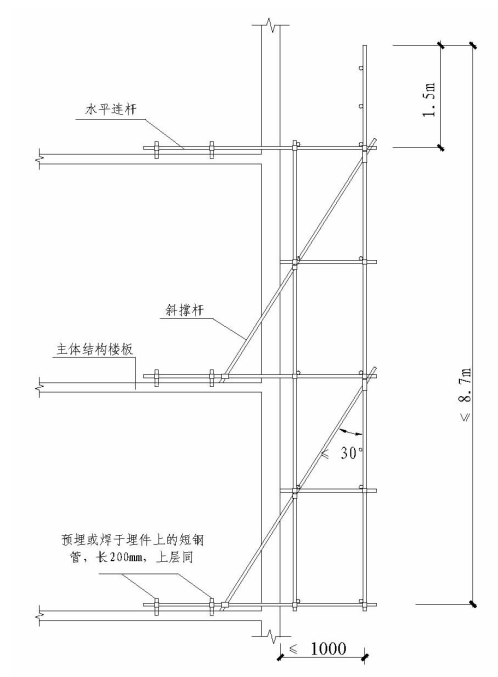 水平连杆
1.5m
斜撑杆
主体结构楼板
≤ 8.7m
≤ 30°
预埋或焊于埋件上的短钢
管，长200mm，上层同
≤ 1000